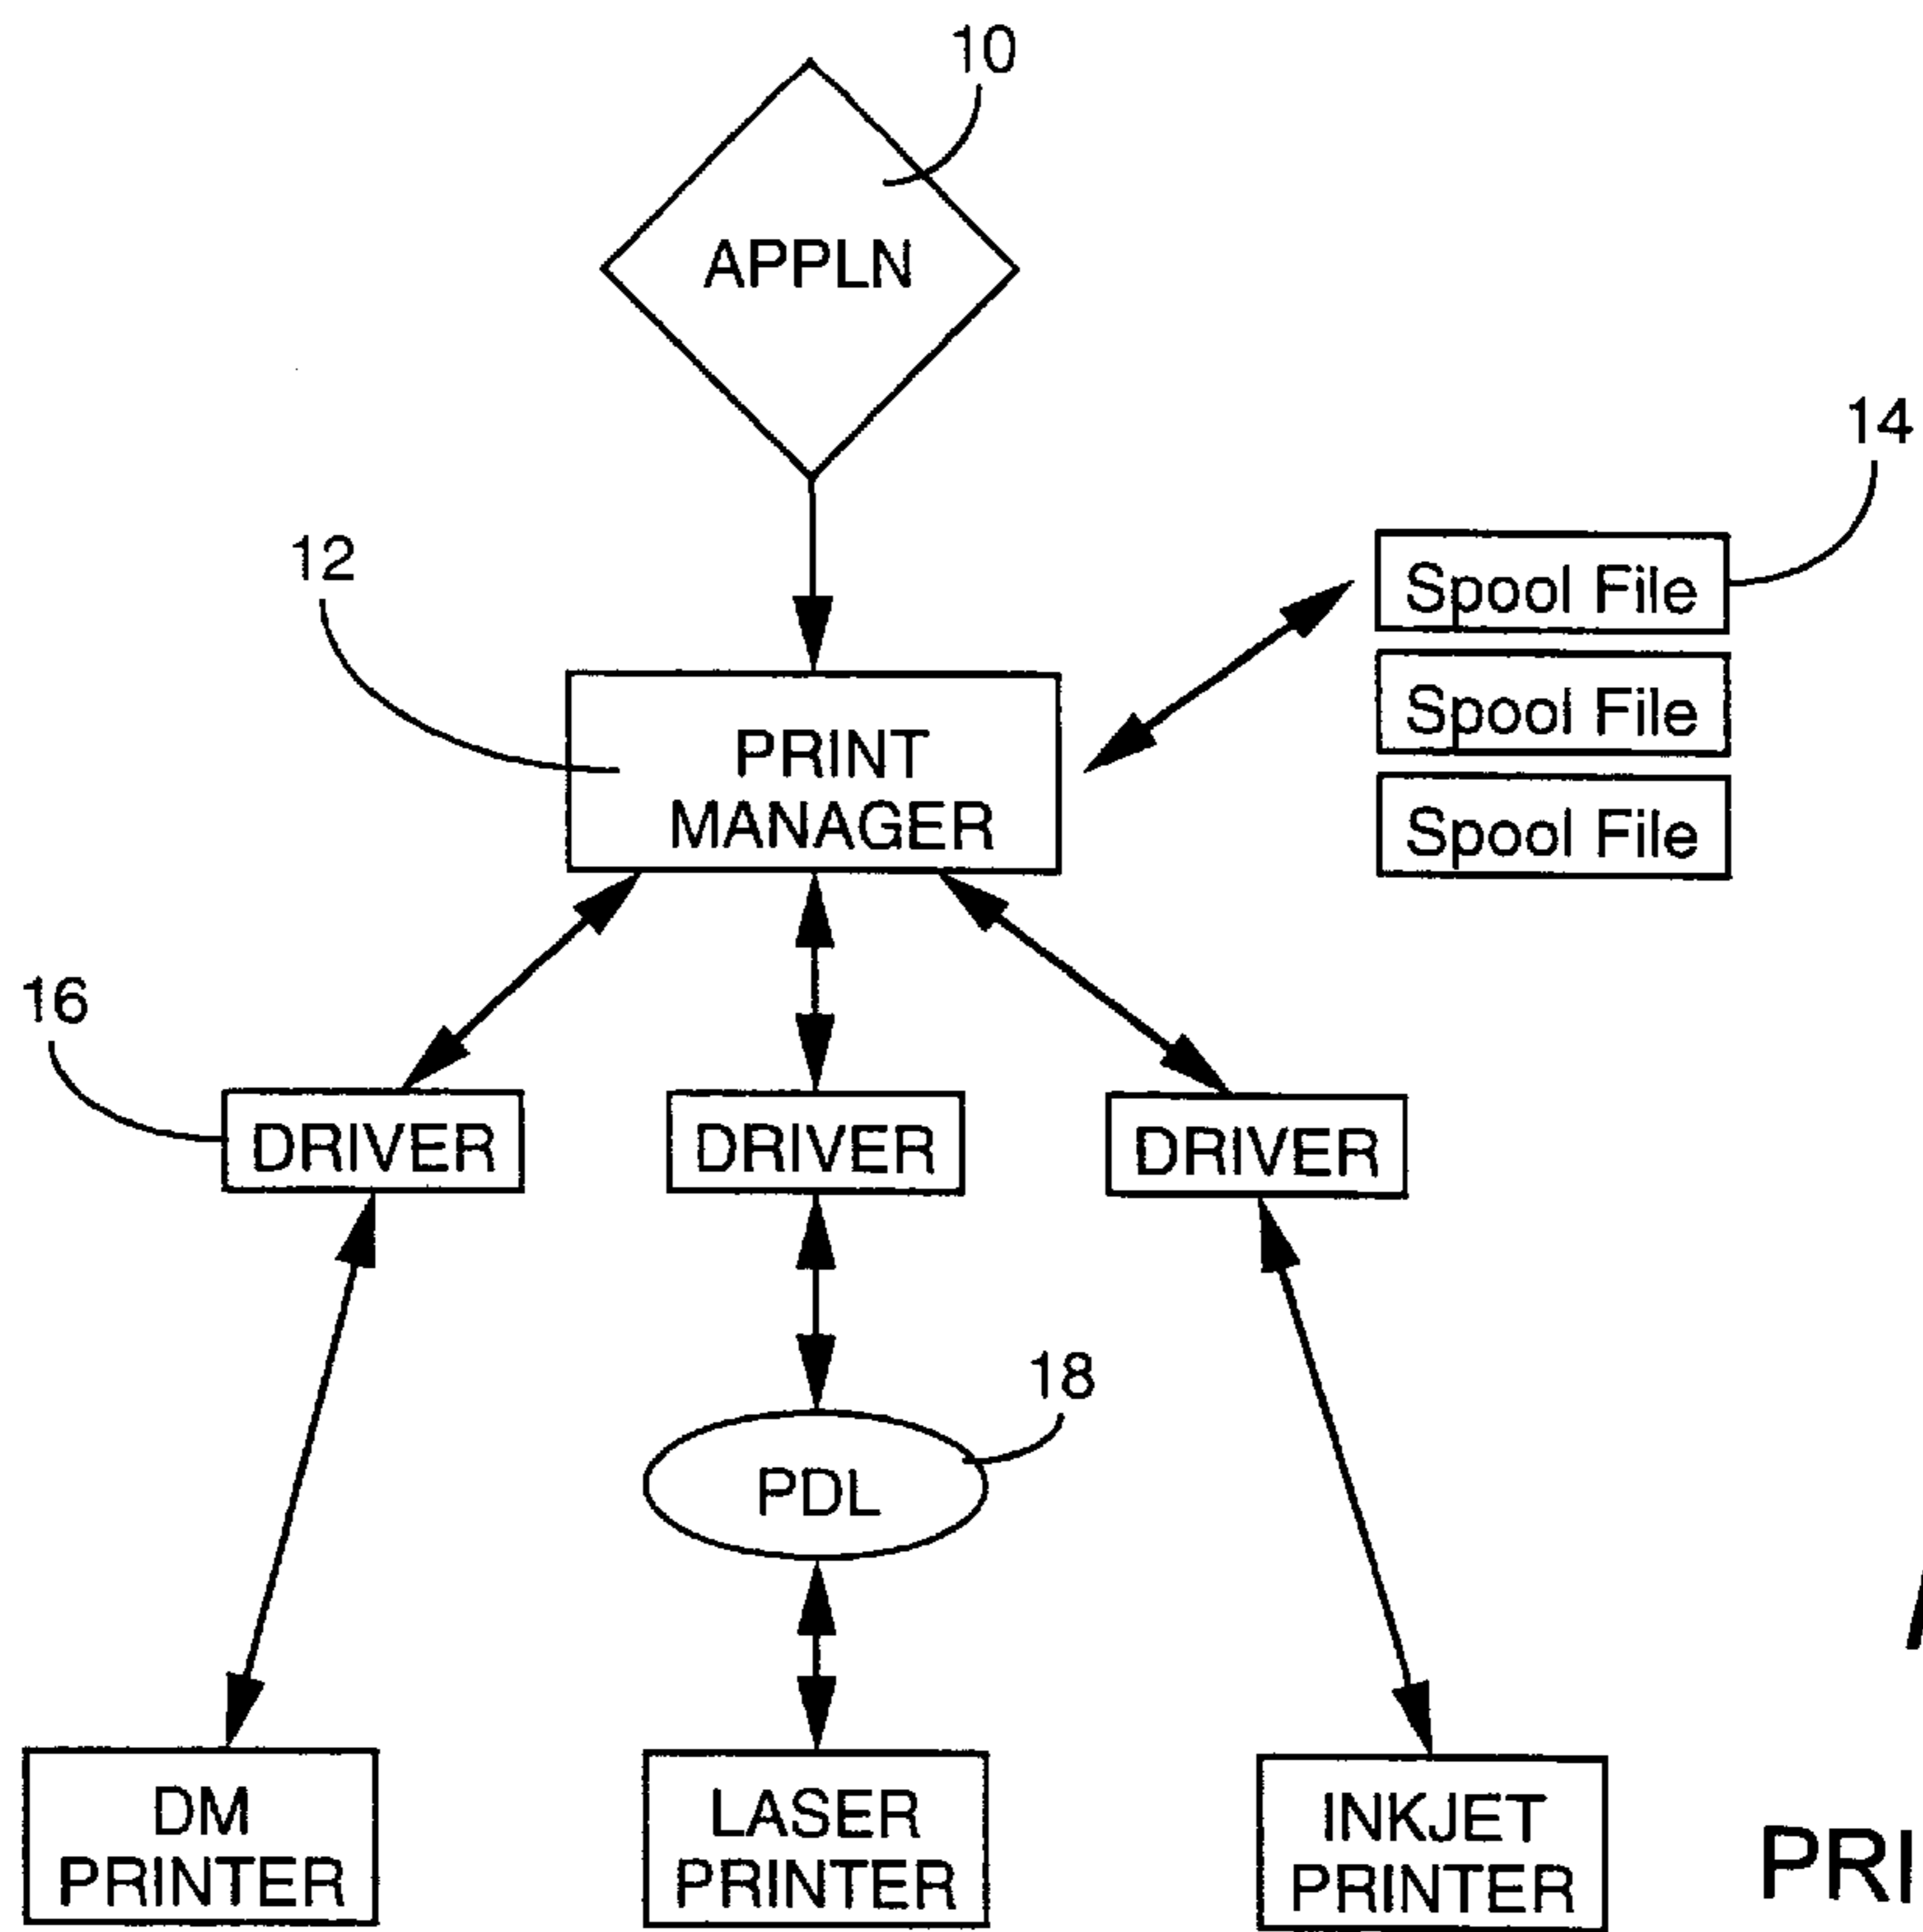 10
APPLN
14
12
Spool File
Spool File
Spool File
PRINT
MANAGER
16
DRIVER
DRIVER
DRIVER
18
PDL
DM
PRINTER
LASER
PRINTER
INKJET
PRINTER
PRI